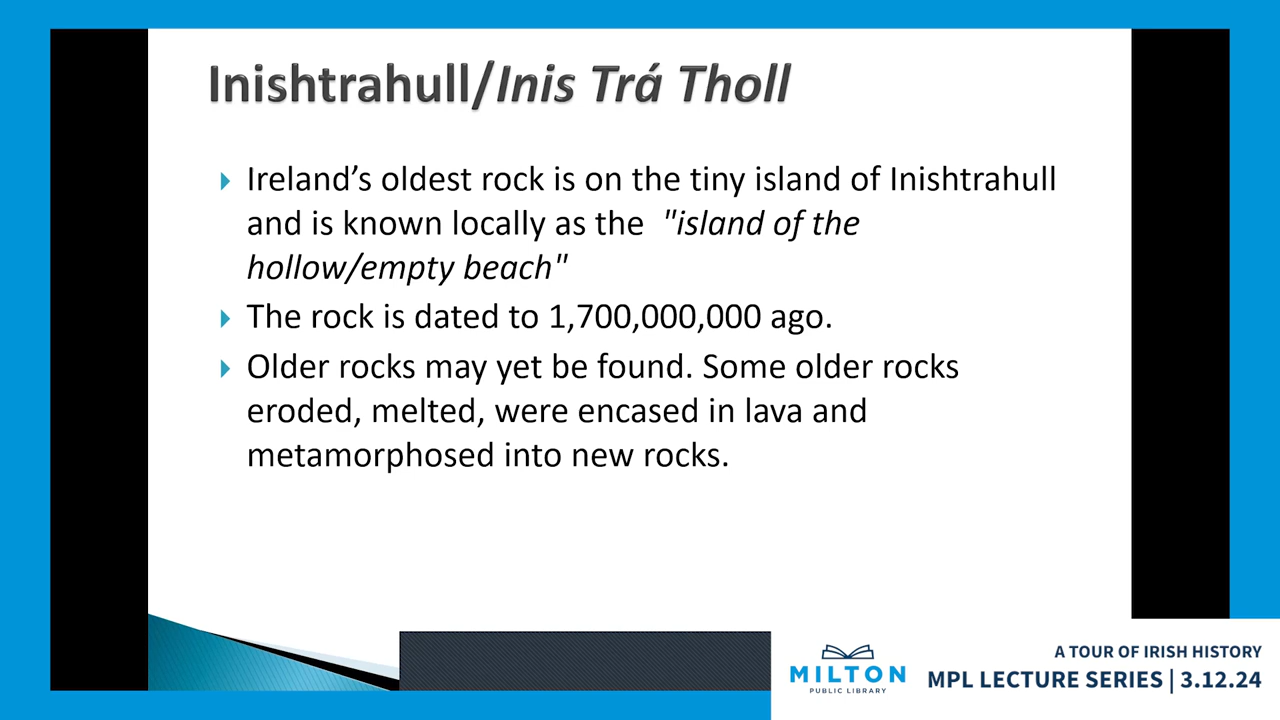 Inishtrahull/Inis Trá Tholl
Ireland's oldest rock is on the tiny island of Inishtrahull
and is known locally as the "island of the
hollow/empty beach"
The rock is dated to 1,700,000,000 ago.
Older rocks may yet be found. Some older rocks
eroded, melted, were encased in lava and
metamorphosed into new rocks.
MILTON
PUBLIC LIBRARY
A TOUR OF IRISH HISTORY
MPL LECTURE SERIES | 3.12.24